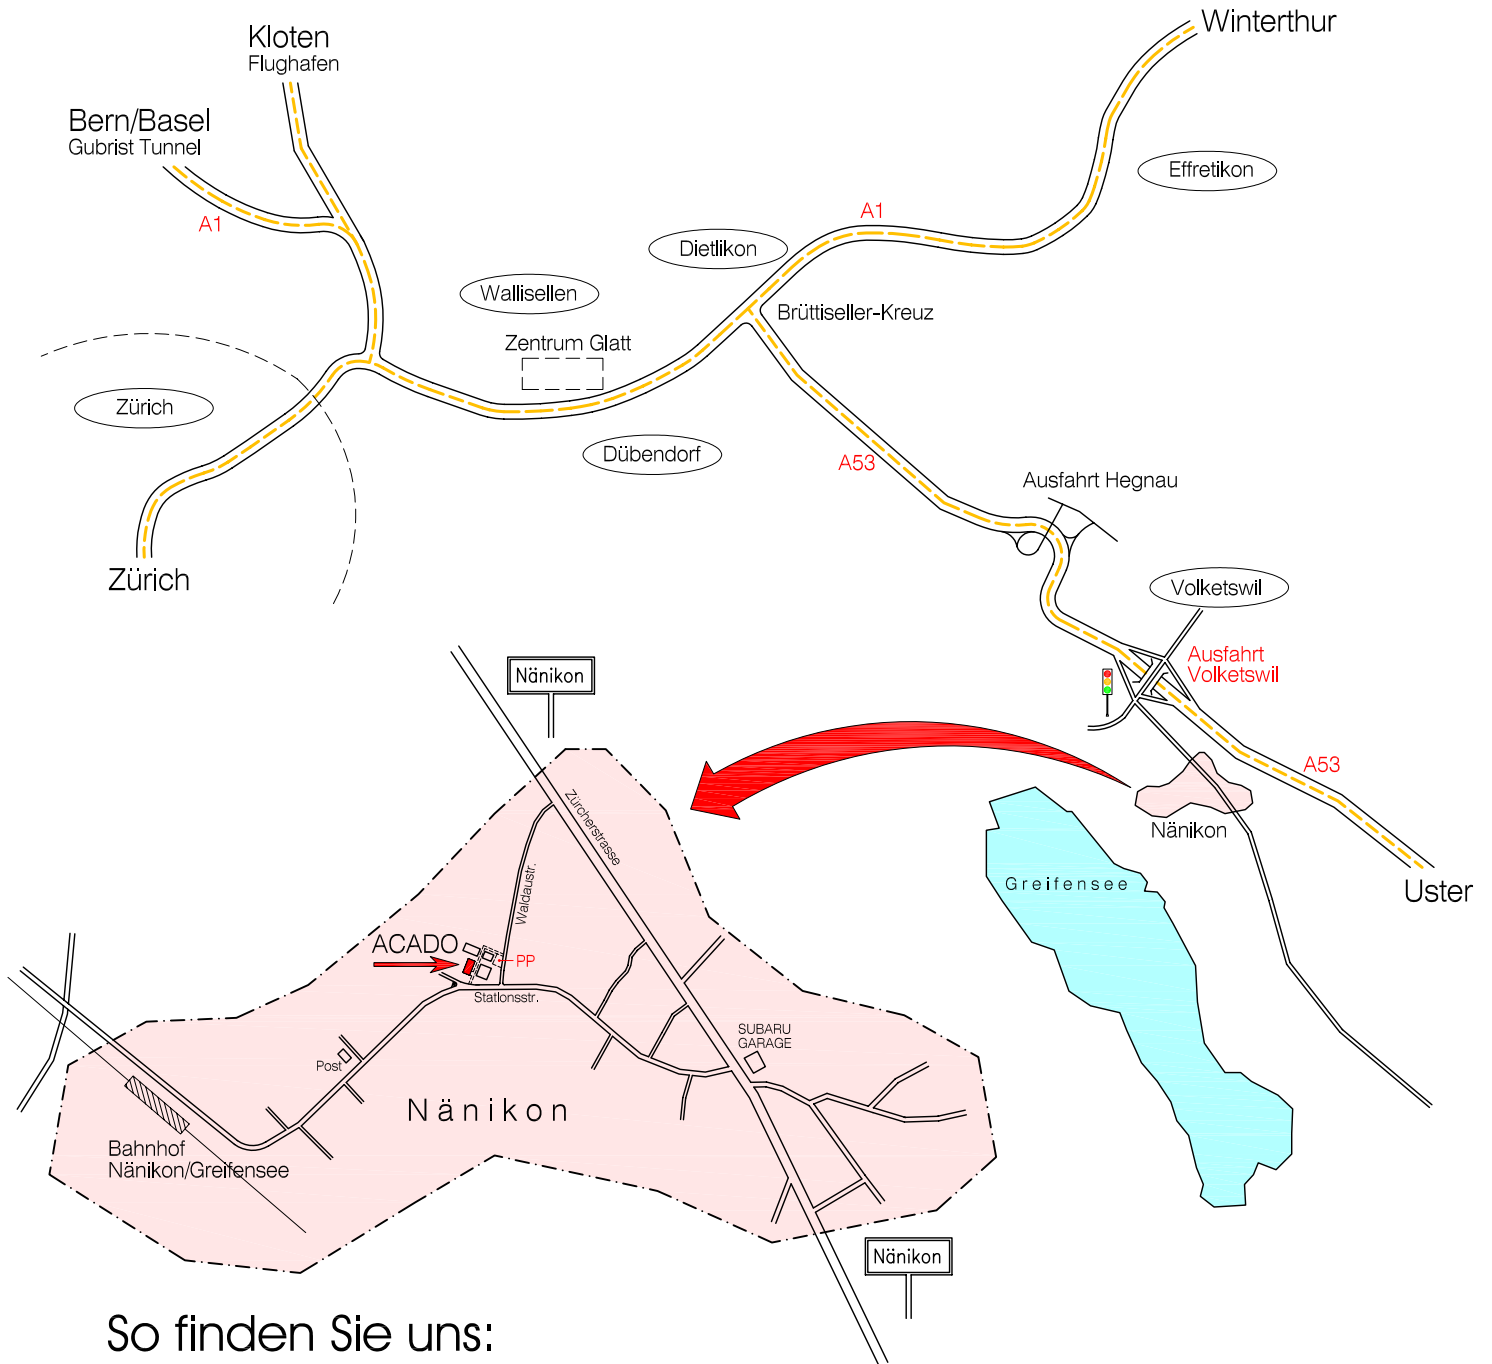 Winterthur
Kloten
Flughafen
Bern/Basel
Gubrist Tunnel
A1
Effretikon
A1
Dietlikon
Wallisellen
Brüttiseller-Kreuz
Zentrum Glatt
Zürich
Dübendorf
A53
Ausfahrt Hegnau
Zürich
Volketswil
Ausfahrt
Volketswil
Nänikon
A53
Zürcherstrasse
Nänikon
Greifensee
Uster
Waldaustr.
ACADO
PP
Stationsstr.
SUBARU
GARAGE
Post
Nänikon
Bahnhof
Nänikon/Greifensee
Nänikon
So finden Sie uns: